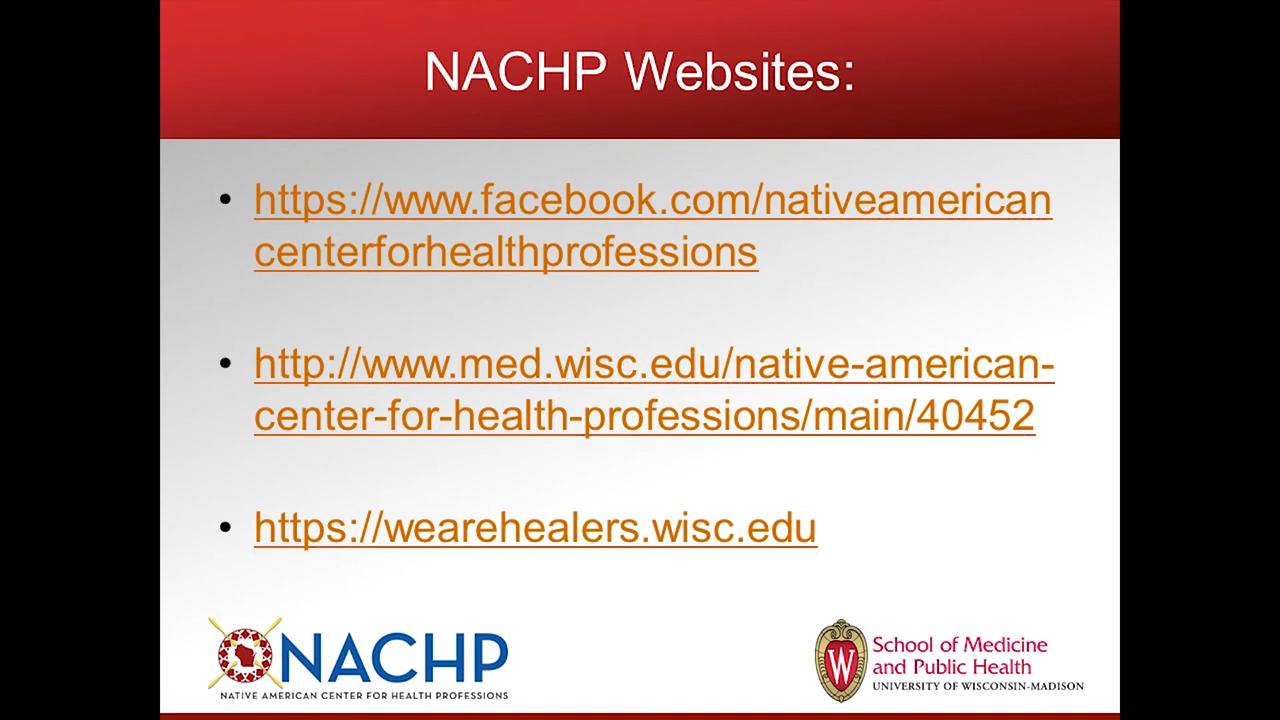 NACHP Websites:
• https://www.facebook.com/nativeamerican
centerforhealthprofessions
• http://www.med.wisc.edu/native-american-
center-for-health-professions/main/40452
• https://wearehealers.wisc.edu
NACHP
NATIVE AMERICAN CENTER FOR HEALTH PROFESSIONS
W
School of Medicine
and Public Health
UNIVERSITY OF WISCONSIN-MADISON